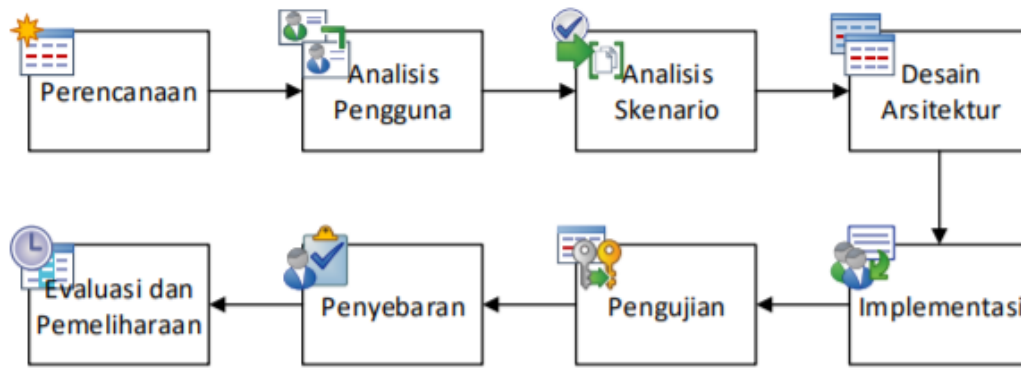 Perencanaan
Analisis
Pengguna
Analisis
Skenario
Desain
Arsitektur
Implementasi
Pengujian
Penyebaran
Evaluasi dan
Pemeliharaan